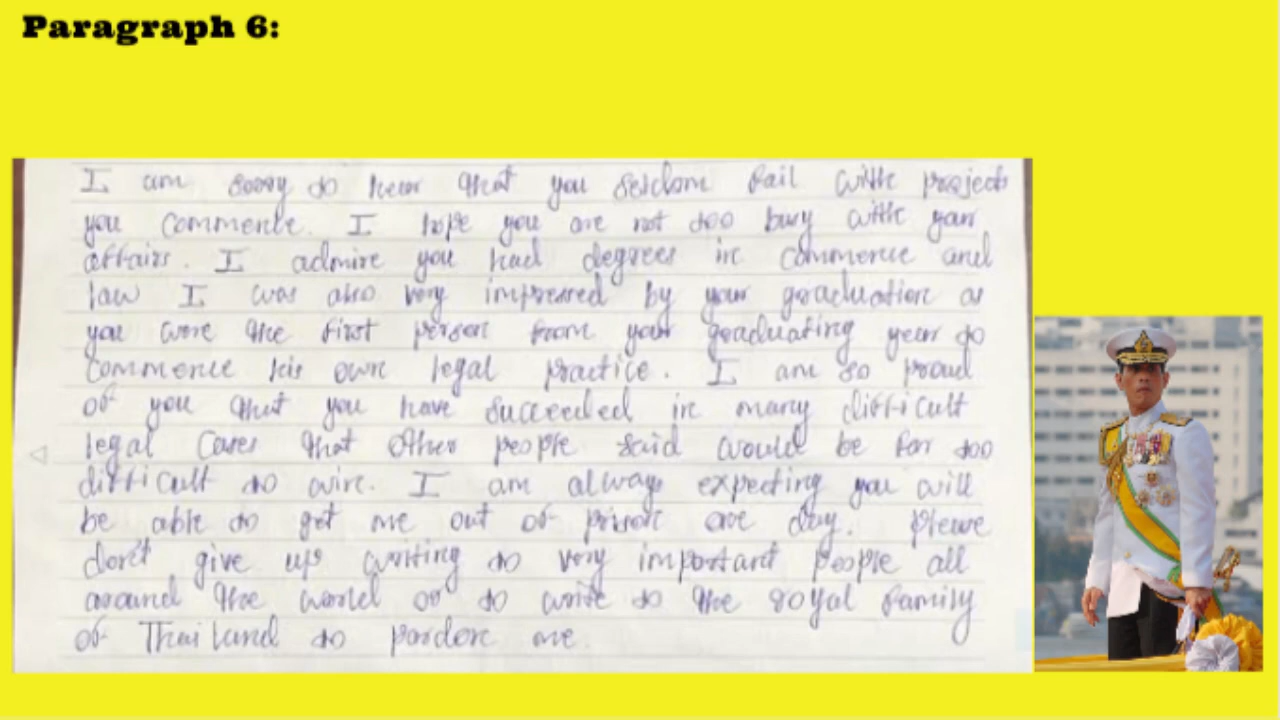 Paragraph 6:
I am sorry to hear that you seldom fail with projects
you commence. I hope you are not too busy with your
affairs. I admire you had degrees in commerce and
law I was also very impressed by your graduation as
you were the first person from your graduating year to
commence his own legal practice. I am so proud
of you that you have succeeded in many difficult
legal cases that other people said would be far too
difficult to win. I am always expecting you will
be able to get me out of prison one day. Please
don't give up writing to very important people all
around the world or to write to the royal family
of Thailand to pardon me.